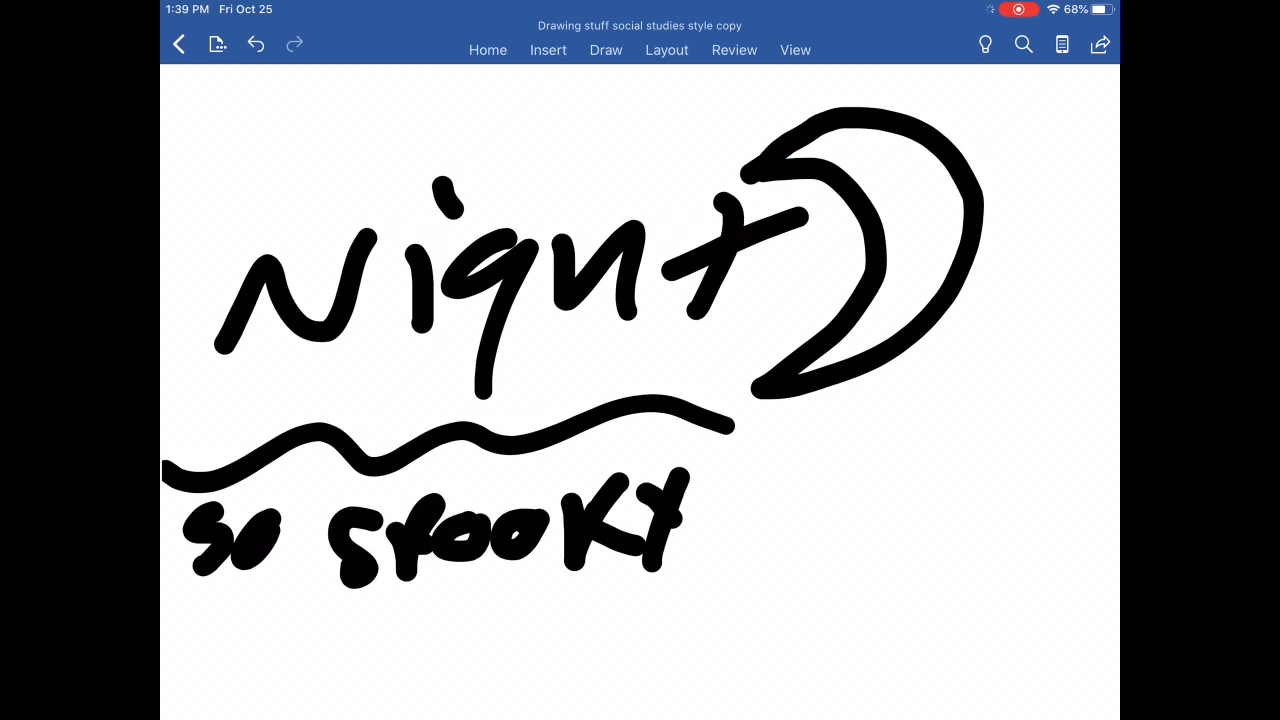 1:39 PM Fri Oct 25 68%
Drawing stuff social studies style copy
Home Insert Draw Layout Review View
Night
so SPOOKY